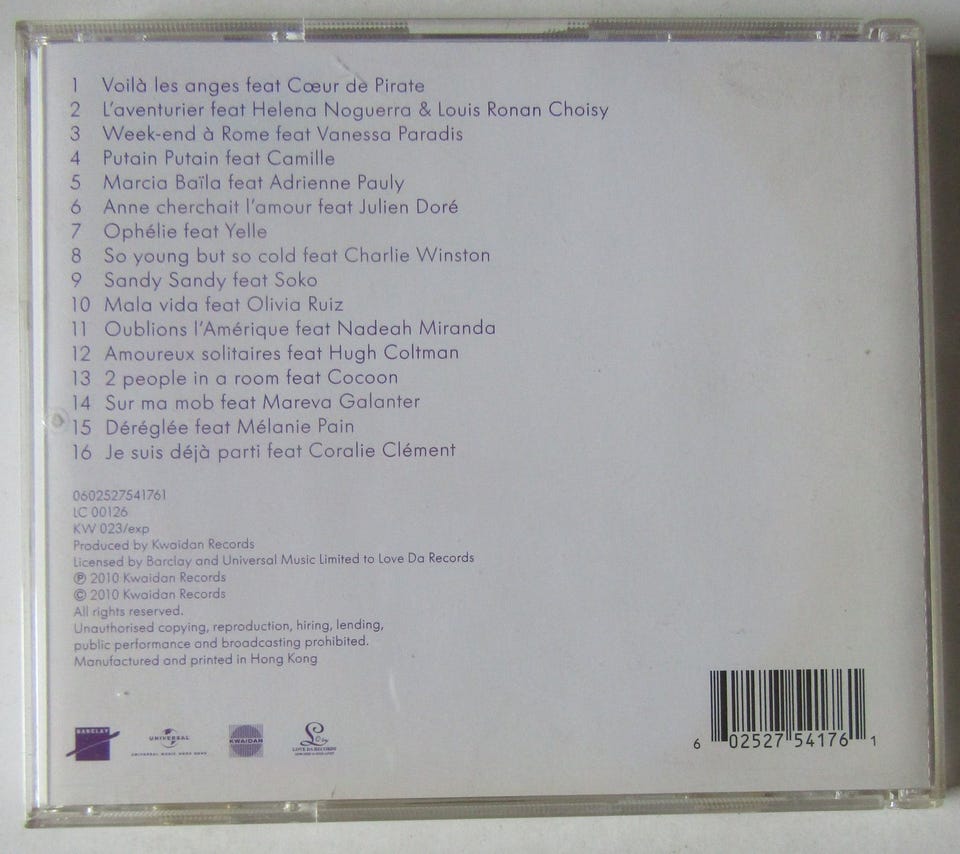 1 Voilà les anges feat Cœur de Pirate
2 L'aventurier feat Helena Noguerra & Louis Ronan Choisy
3 Week-end à Rome feat Vanessa Paradis
4 Putain Putain feat Camille
5 Marcia Baïla feat Adrienne Pauly
6 Anne cherchait l'amour feat Julien Doré
7 Ophélie feat Yelle
8 So young but so cold feat Charlie Winston
9 Sandy Sandy feat Soko
10 Mala vida feat Olivia Ruiz
11 Oublions l'Amérique feat Nadeah Miranda
12 Amoureux solitaires feat Hugh Coltman
13 2 people in a room feat Cocoon
14 Sur ma mob feat Mareva Galanter
15 Déréglée feat Mélanie Pain
16 Je suis déjà parti feat Coralie Clément
0602527541761
LC 00126
KW 023/exp
Produced by Kwaidan Records
Licensed by Barclay and Universal Music Limited to Love Da Records
℗ 2010 Kwaidan Records
© 2010 Kwaidan Records
All rights reserved.
Unauthorised copying, reproduction, hiring, lending,
public performance and broadcasting prohibited.
Manufactured and printed in Hong Kong
BARCLAY
UNIVERSAL
UNIVERSAL MUSIC HONG KONG
KWAIDAN
LOVE DA RECORDS
6 02527 54176 1